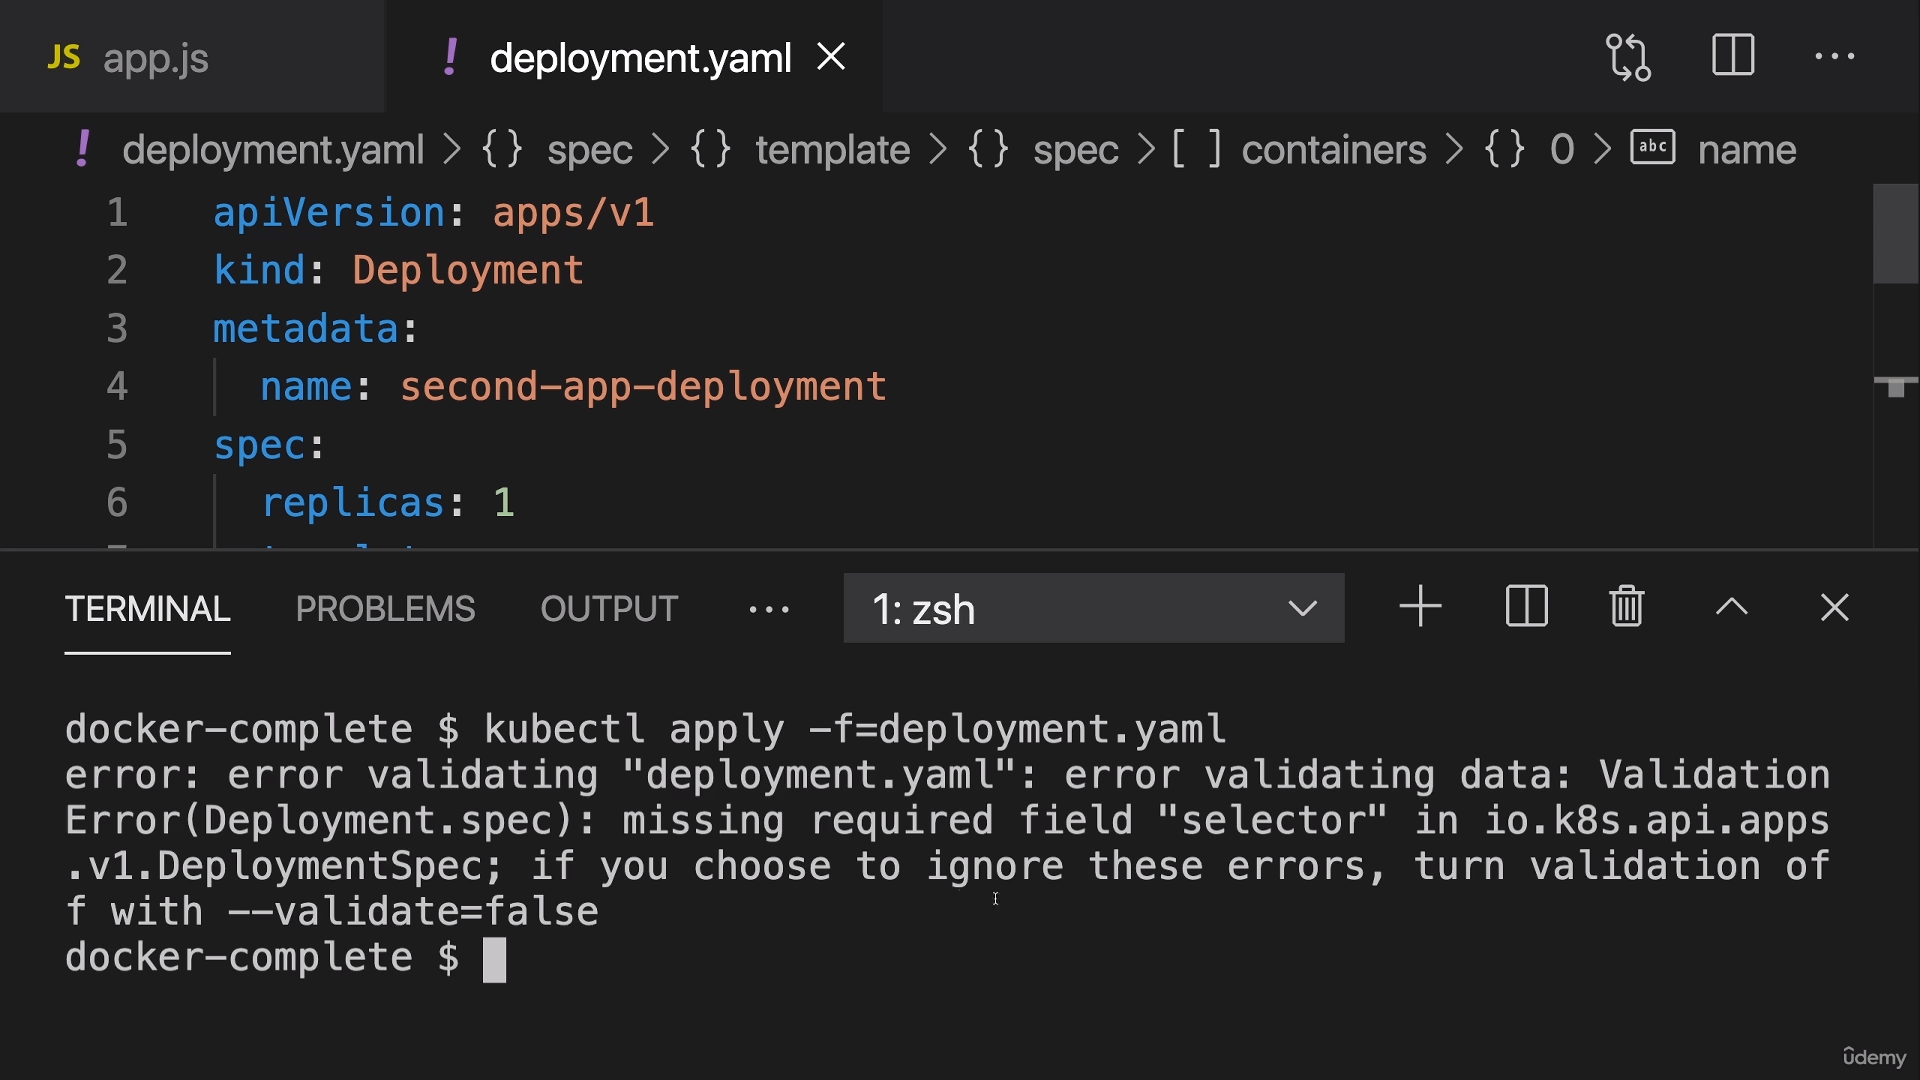 JS app.js ! deployment.yaml
! deployment.yaml > {} spec > {} template > {} spec > [ ] containers > {} 0 > abc name
1 apiVersion: apps/v1
2 kind: Deployment
3 metadata:
4 name: second-app-deployment
5 spec:
6 replicas: 1
TERMINAL PROBLEMS OUTPUT ... 1: zsh
docker-complete $ kubectl apply -f=deployment.yaml
error: error validating "deployment.yaml": error validating data: Validation
Error(Deployment.spec): missing required field "selector" in io.k8s.api.apps
.v1.DeploymentSpec; if you choose to ignore these errors, turn validation of
f with --validate=false
docker-complete $
ûdemy